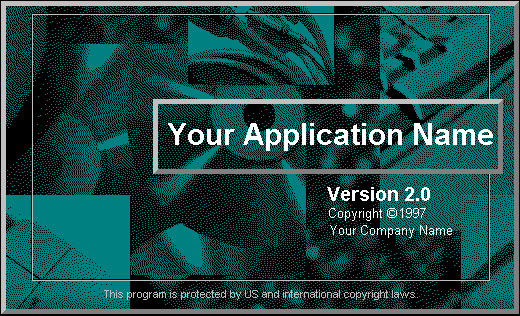 Your Application Name
Version 2.0
Copyright ©1997
Your Company Name
This program is protected by US and international copyright laws.